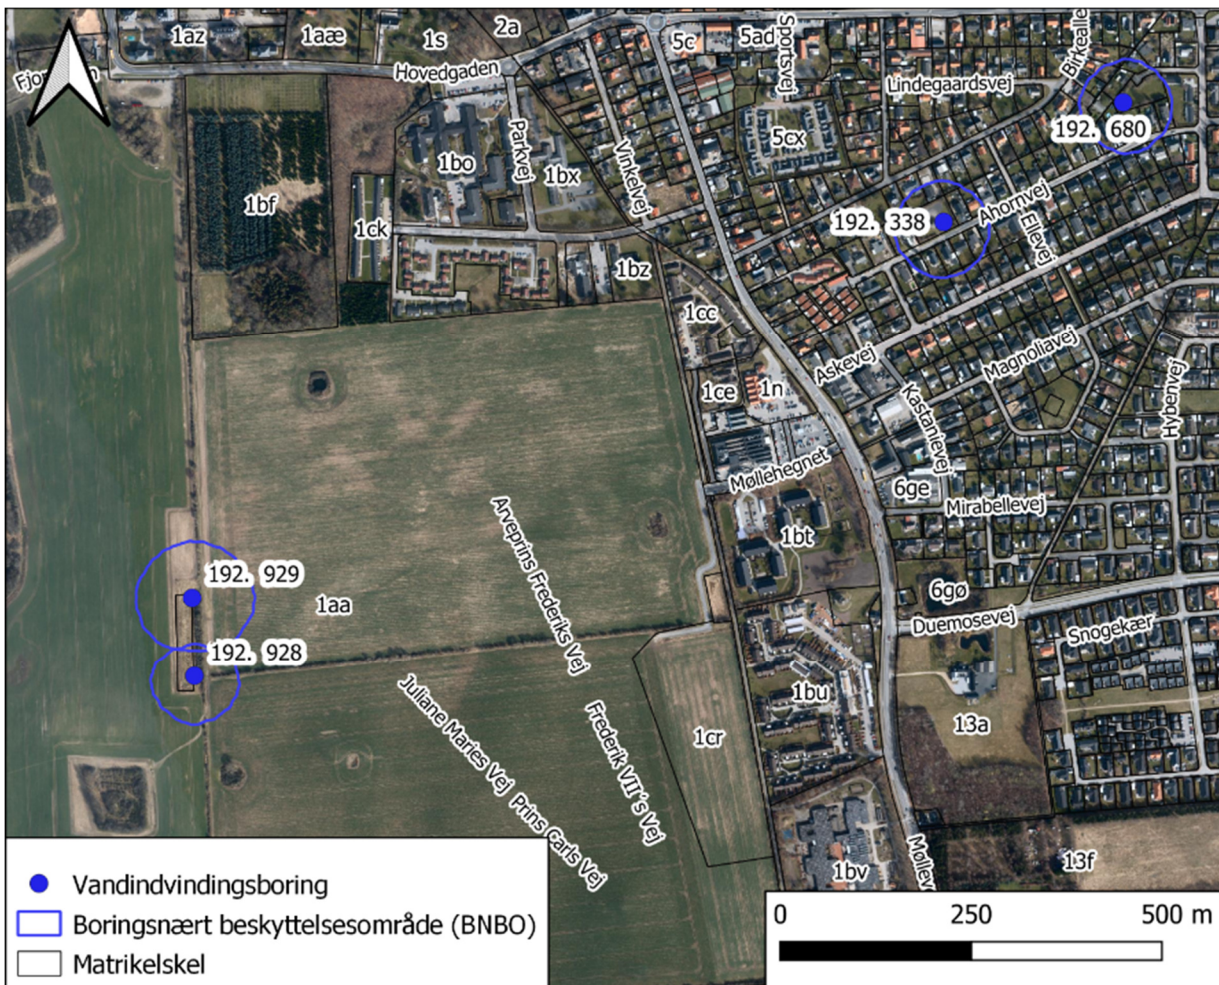 1az
1aæ
1s
2a
5c
5ad
Sportsvej
Birkealle
Hovedgaden
Lindegaardsvej
192. 680
Parkvej
Vinkelvej
5cx
1bo
1bx
1bf
1ck
192. 338
Ahornvej
Ellevej
1bz
1cc
Askevej
Magnoliavej
1ce
1n
Kastanievej
Hybenvej
Møllehegnet
6ge
Mirabellevej
Arveprins Frederiks Vej
1bt
192. 929
1aa
6gø
Duemosevej
Snogekær
192. 928
Juliane Maries Vej
Frederik VII´s Vej
1bu
1cr
13a
Prins Carls Vej
1bv
Møllev
13f
Vandindvindingsboring
Boringsnært beskyttelsesområde (BNBO)
Matrikelskel
0 250 500 m